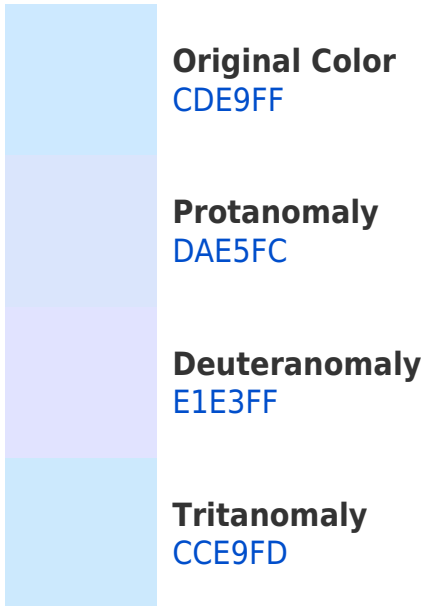 Original Color
CDE9FF
Protanomaly
DAE5FC
Deuteranomaly
E1E3FF
Tritanomaly
CCE9FD